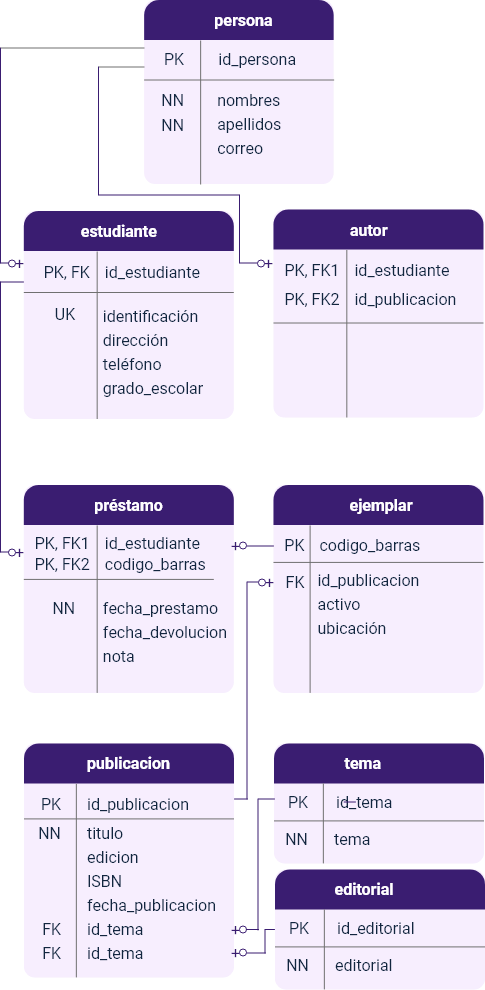 persona
PK id_persona
NN nombres
NN apellidos
correo
estudiante
PK, FK id_estudiante
UK identificación
dirección
teléfono
grado_escolar
autor
PK, FK1 id_estudiante
PK, FK2 id_publicacion
préstamo
PK, FK1 id_estudiante
PK, FK2 codigo_barras
NN fecha_prestamo
fecha_devolucion
nota
ejemplar
PK codigo_barras
FK id_publicacion
activo
ubicación
publicacion
PK id_publicacion
NN titulo
edicion
ISBN
fecha_publicacion
FK id_tema
FK id_tema
tema
PK id_tema
NN tema
editorial
PK id_editorial
NN editorial